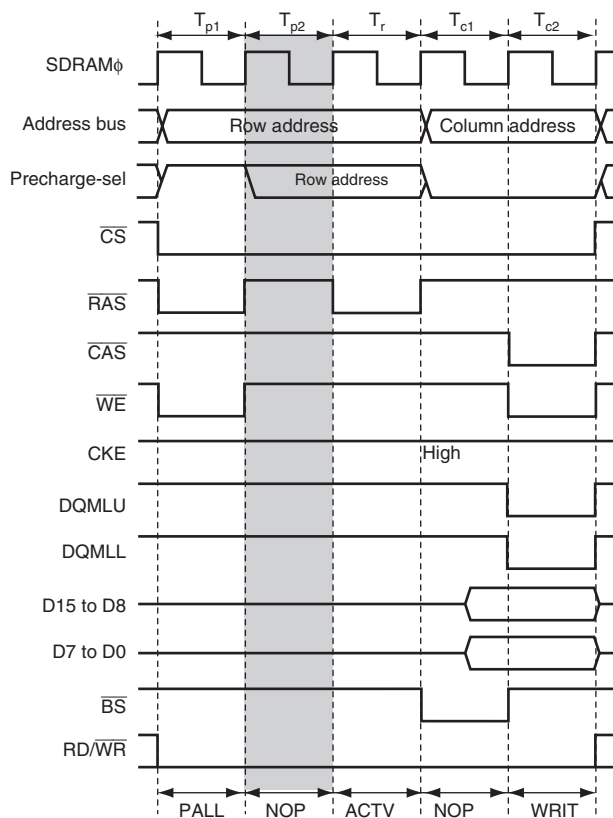 Tp1 Tp2 Tr Tc1 Tc2
SDRAMϕ
Address bus Row address Column address
Precharge-sel Row address
CS
RAS
CAS
WE
CKE High
DQMLU
DQMLL
D15 to D8
D7 to D0
BS
RD/WR
PALL NOP ACTV NOP WRIT